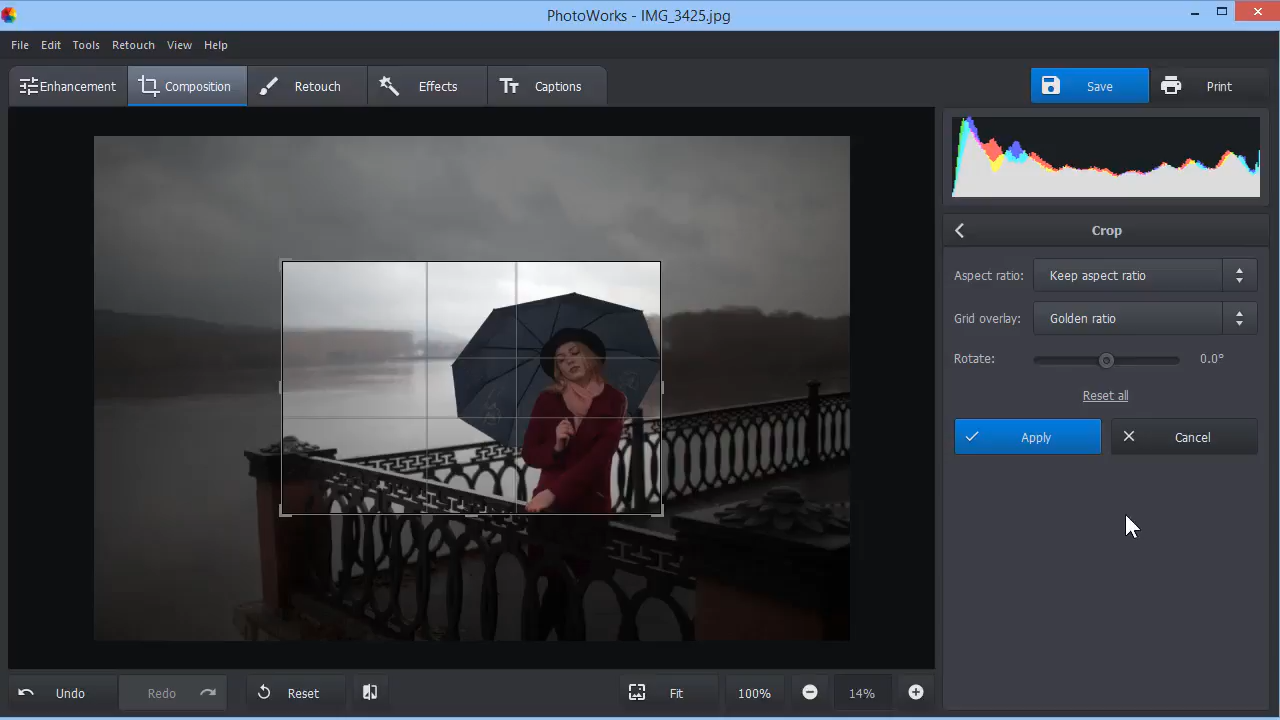 PhotoWorks - IMG_3425.jpg
File Edit Tools Retouch View Help
Enhancement Composition Retouch Effects Captions Save Print
Crop
Aspect ratio: Keep aspect ratio
Grid overlay: Golden ratio
Rotate: 0.0°
Reset all
Apply Cancel
Undo Redo Reset Fit 100% 14%